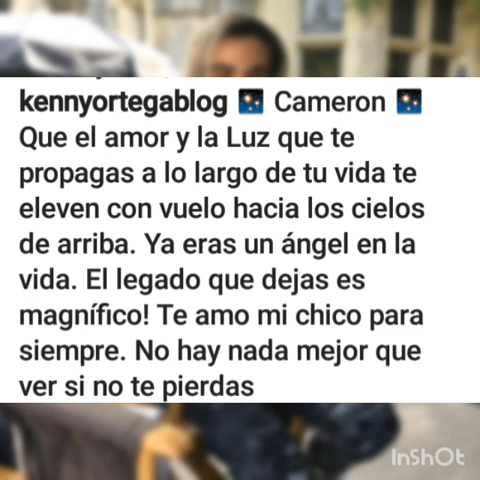 kennyortegablog 🎇 Cameron 🎇
Que el amor y la Luz que te
propagas a lo largo de tu vida te
eleven con vuelo hacia los cielos
de arriba. Ya eras un ángel en la
vida. El legado que dejas es
magnífico! Te amo mi chico para
siempre. No hay nada mejor que
ver si no te pierdas
InShOt